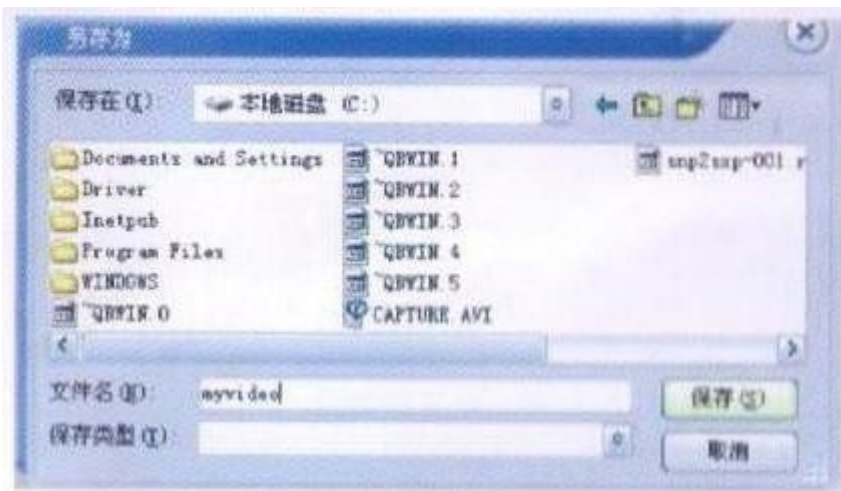 另存为
保存在(I): 本地磁盘 (C:)
Documents and Settings
Driver
Inetpub
Program Files
WINDOWS
~QBWIN.0
~QBWIN.1
~QBWIN.2
~QBWIN.3
~QBWIN.4
~QBWIN.5
CAPTURE.AVI
文件名(N): myvideo
保存(S)
保存类型(T):
取消